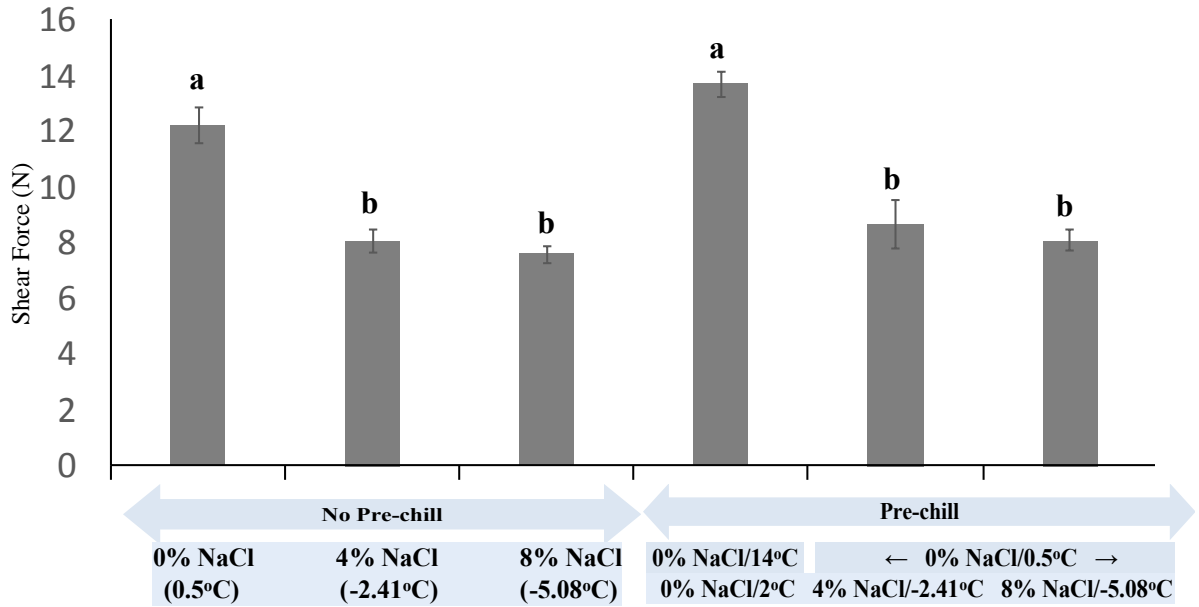 16
14
12
10
8
6
4
2
0
Shear Force (N)
a
b
b
a
b
b
No Pre-chill
Pre-chill
0% NaCl 4% NaCl 8% NaCl 0% NaCl/14ºC ← 0% NaCl/0.5ºC →
(0.5ºC) (-2.41ºC) (-5.08ºC) 0% NaCl/2ºC 4% NaCl/-2.41ºC 8% NaCl/-5.08ºC